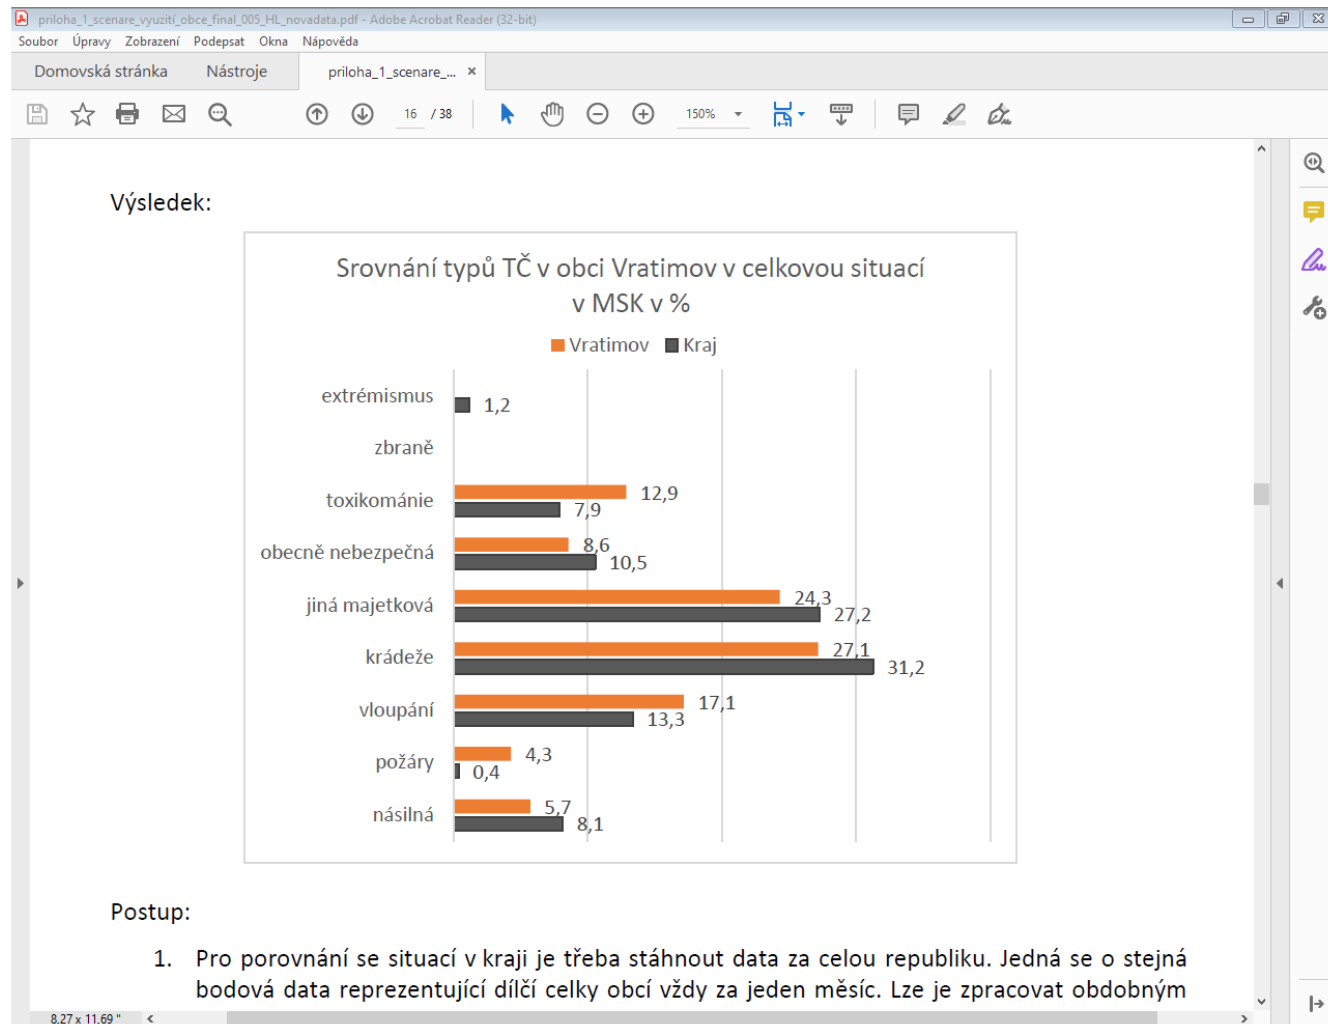 priloha_1_scenare_vyuzití_obce_final_005_HL_novadata.pdf - Adobe Acrobat Reader (32-bit)
Soubor Úpravy Zobrazení Podepsat Okna Nápověda
Domovská stránka Nástroje priloha_1_scenare_... ×
16 / 38 150%
Výsledek:
Srovnání typů TČ v obci Vratimov v celkovou situací
v MSK v %
Vratimov Kraj
extrémismus 1,2
zbraně
toxikománie 12,9
7,9
obecně nebezpečná 8,6
10,5
jiná majetková 24,3
27,2
krádeže 27,1
31,2
vloupání 17,1
13,3
požáry 4,3
0,4
násilná 5,7
8,1
Postup:
1. Pro porovnání se situací v kraji je třeba stáhnout data za celou republiku. Jedná se o stejná
bodová data reprezentující dílčí celky obcí vždy za jeden měsíc. Lze je zpracovat obdobným
8,27 x 11,69 "